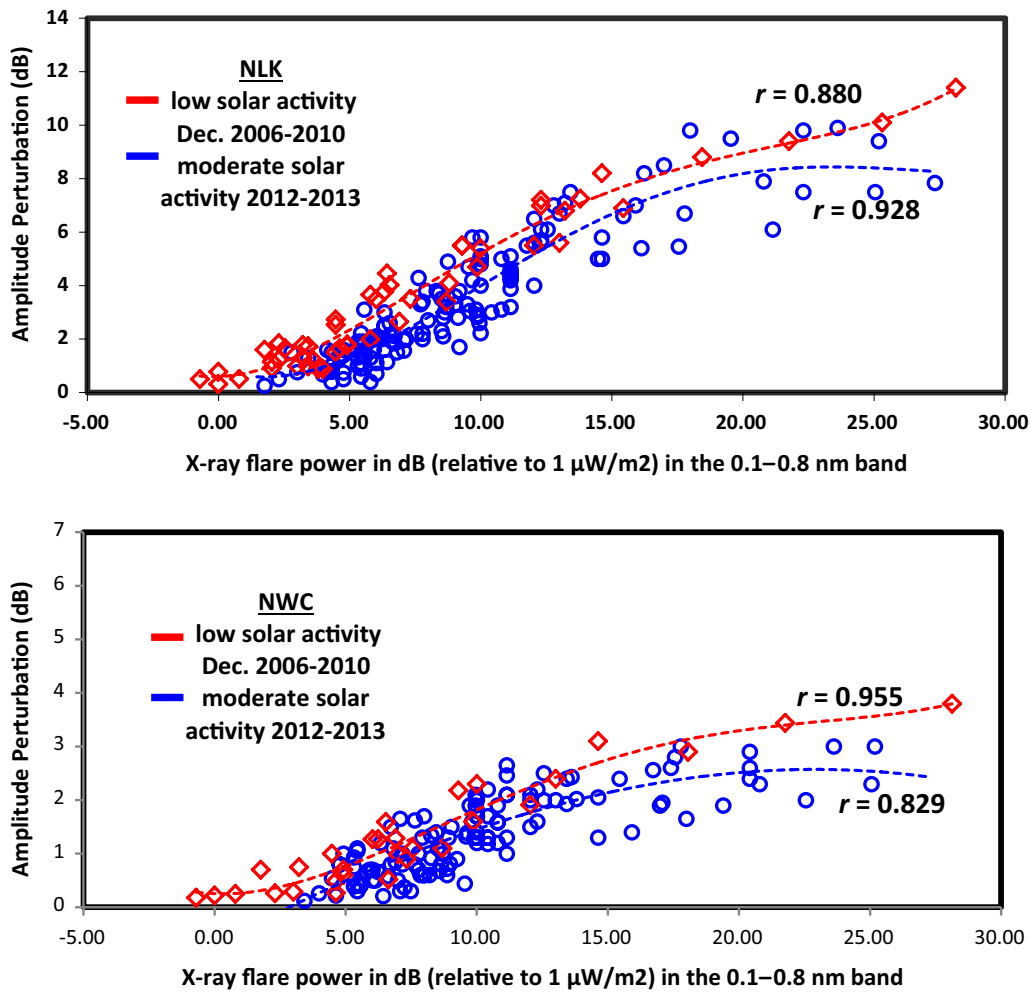 14
12
10
8
6
4
2
0
Amplitude Perturbation (dB)
NLK
low solar activity
Dec. 2006-2010
moderate solar
activity 2012-2013
r = 0.880
r = 0.928
-5.00 0.00 5.00 10.00 15.00 20.00 25.00 30.00
X-ray flare power in dB (relative to 1 µW/m2) in the 0.1–0.8 nm band
7
6
5
4
3
2
1
0
Amplitude Perturbation (dB)
NWC
low solar activity
Dec. 2006-2010
moderate solar
activity 2012-2013
r = 0.955
r = 0.829
-5.00 0.00 5.00 10.00 15.00 20.00 25.00 30.00
X-ray flare power in dB (relative to 1 µW/m2) in the 0.1–0.8 nm band